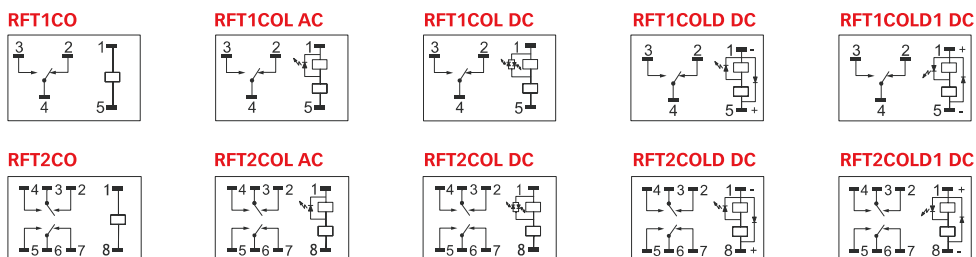 RFT1CO RFT1COL AC RFT1COL DC RFT1COLD DC RFT1COLD1 DC
3 2 1 3 2 1 3 2 1 3 2 1 - 3 2 1 +
4 5 4 5 4 5 4 5 + 4 5 -
RFT2CO RFT2COL AC RFT2COL DC RFT2COLD DC RFT2COLD1 DC
4 3 2 1 4 3 2 1 4 3 2 1 4 3 2 1 - 4 3 2 1 +
5 6 7 8 5 6 7 8 5 6 7 8 5 6 7 8 + 5 6 7 8 -